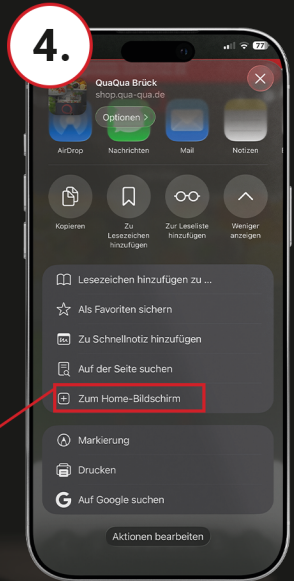 4.
77
QuaQua Brück
shop.qua-qua.de
Optionen >
AirDrop
Nachrichten
Mail
Notizen
Kopieren
Zu
Lesezeichen
hinzufügen
Zur Leseliste
hinzufügen
Weniger
anzeigen
Lesezeichen hinzufügen zu ...
Als Favoriten sichern
Zu Schnellnotiz hinzufügen
Auf der Seite suchen
Zum Home-Bildschirm
Markierung
Drucken
G Auf Google suchen
Aktionen bearbeiten